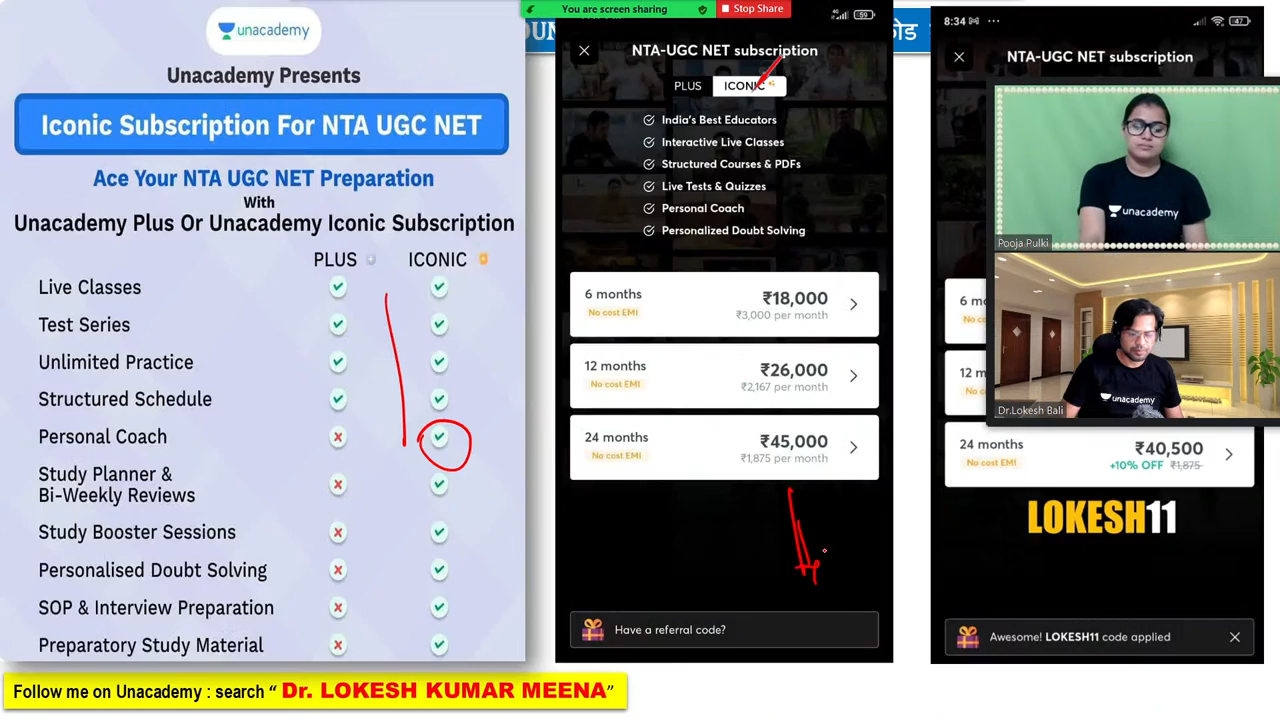 You are screen sharing
Stop Share
unacademy
Unacademy Presents
Iconic Subscription For NTA UGC NET
Ace Your NTA UGC NET Preparation
With
Unacademy Plus Or Unacademy Iconic Subscription
PLUS ICONIC
Live Classes
Test Series
Unlimited Practice
Structured Schedule
Personal Coach
Study Planner &
Bi-Weekly Reviews
Study Booster Sessions
Personalised Doubt Solving
SOP & Interview Preparation
Preparatory Study Material
Follow me on Unacademy : search “ Dr. LOKESH KUMAR MEENA”
59
NTA-UGC NET subscription
PLUS ICONIC
India's Best Educators
Interactive Live Classes
Structured Courses & PDFs
Live Tests & Quizzes
Personal Coach
Personalized Doubt Solving
6 months ₹18,000
No cost EMI ₹3,000 per month
12 months ₹26,000
No cost EMI ₹2,167 per month
24 months ₹45,000
No cost EMI ₹1,875 per month
Have a referral code?
8:34 47
NTA-UGC NET subscription
unacademy
Pooja Pulki
unacademy
Dr.Lokesh Bali
24 months ₹40,500
No cost EMI +10% OFF ₹1,875
LOKESH11
Awesome! LOKESH11 code applied